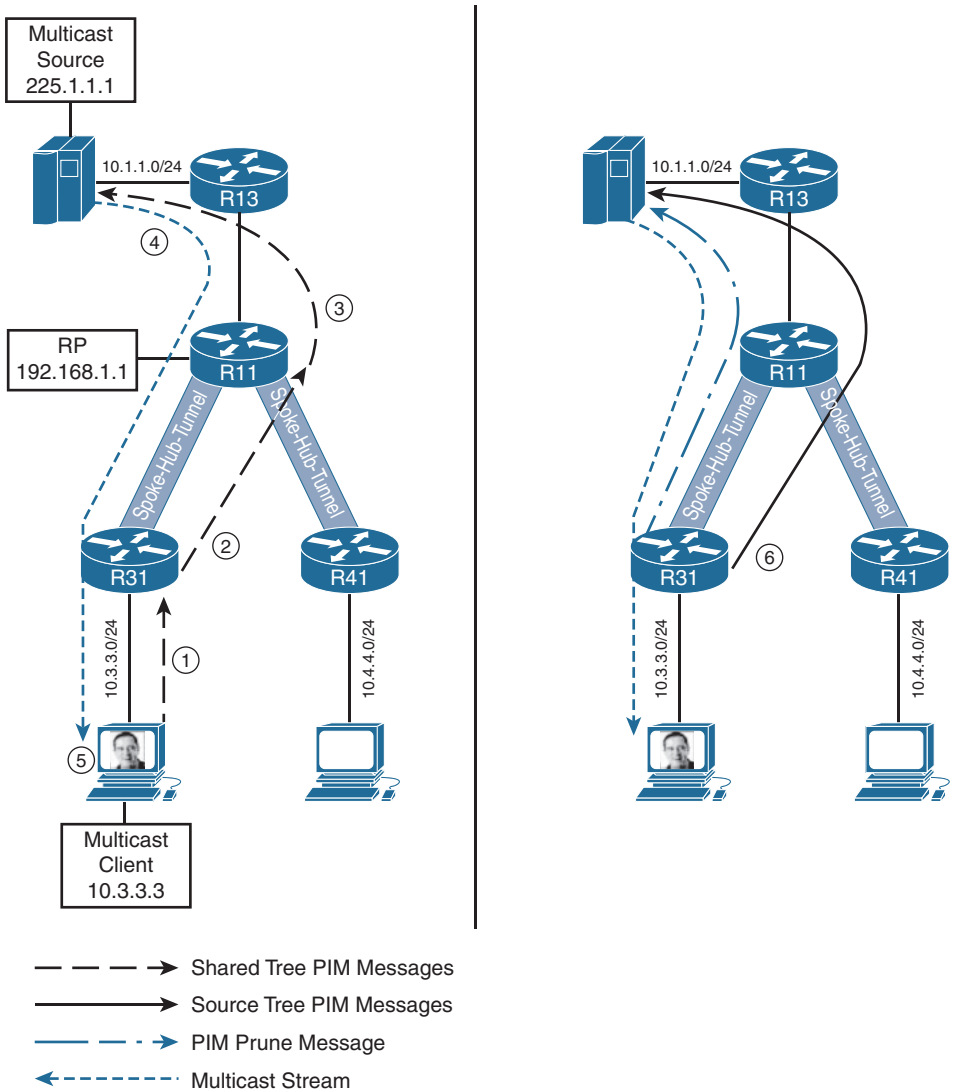 Multicast
Source
225.1.1.1
10.1.1.0/24
R13
④
③
RP
192.168.1.1
R11
Spoke-Hub-Tunnel
Spoke-Hub-Tunnel
②
R31
R41
10.3.3.0/24
①
10.4.4.0/24
⑤
Multicast
Client
10.3.3.3
10.1.1.0/24
R13
R11
Spoke-Hub-Tunnel
Spoke-Hub-Tunnel
⑥
R31
R41
10.3.3.0/24
10.4.4.0/24
Shared Tree PIM Messages
Source Tree PIM Messages
PIM Prune Message
Multicast Stream